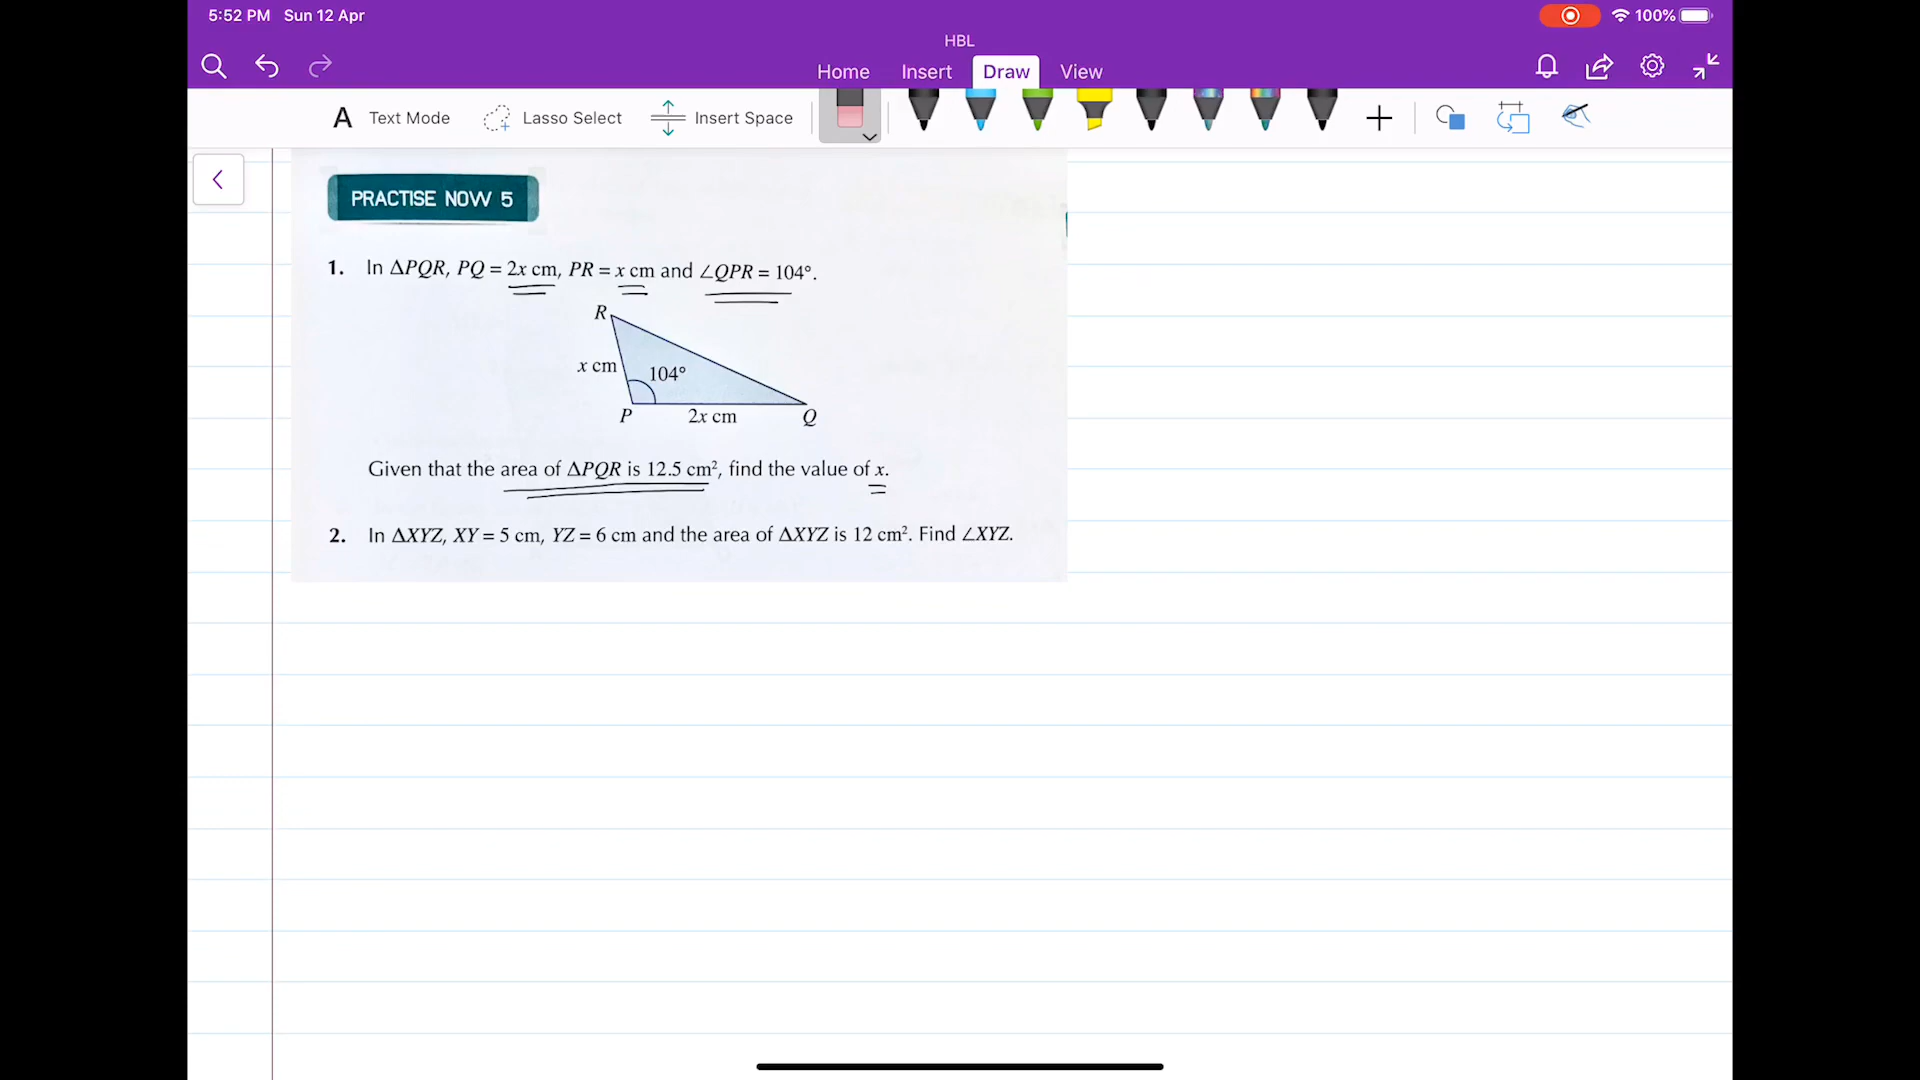 5:52 PM Sun 12 Apr
100%
HBL
Home Insert Draw View
A Text Mode Lasso Select Insert Space
PRACTISE NOW 5
1. In ΔPQR, PQ = 2x cm, PR = x cm and ∠QPR = 104°.
R
x cm
104°
P
2x cm
Q
Given that the area of ΔPQR is 12.5 cm², find the value of x.
2. In ΔXYZ, XY = 5 cm, YZ = 6 cm and the area of ΔXYZ is 12 cm². Find ∠XYZ.